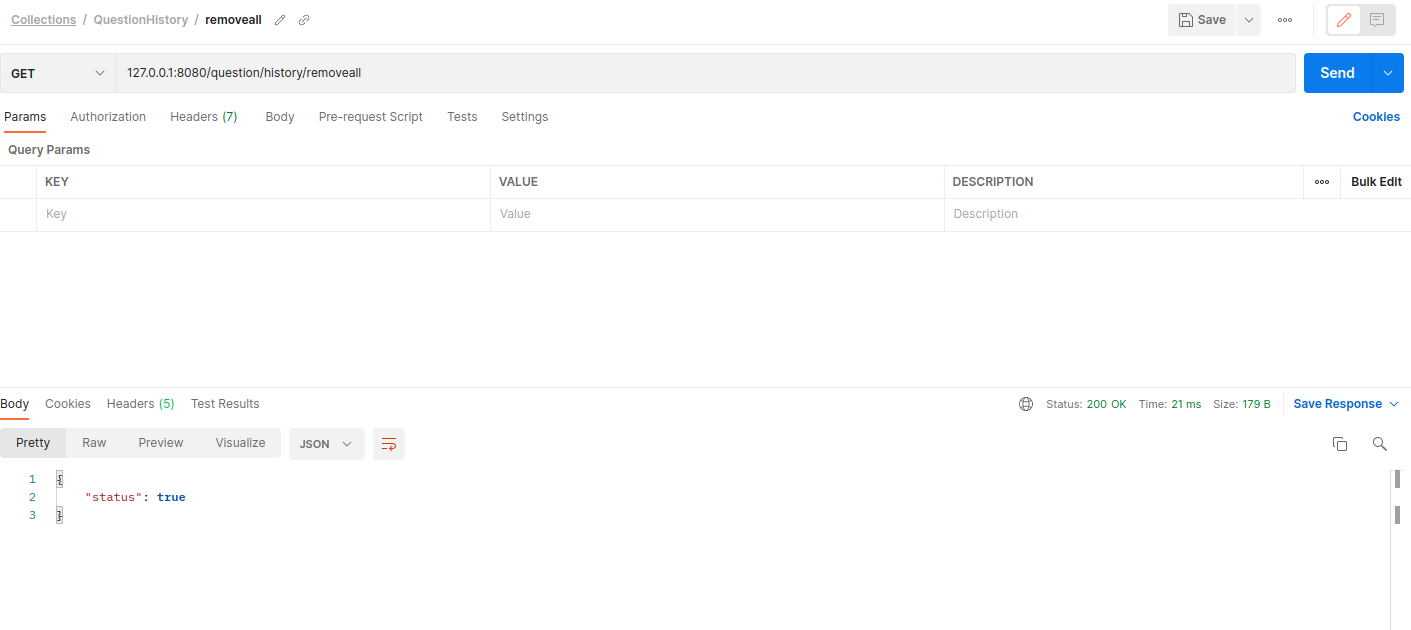 Collections / QuestionHistory / removeall Save
GET 127.0.0.1:8080/question/history/removeall Send
Params Authorization Headers (7) Body Pre-request Script Tests Settings Cookies
Query Params
KEY VALUE DESCRIPTION Bulk Edit
Key Value Description
Body Cookies Headers (5) Test Results Status: 200 OK Time: 21 ms Size: 179 B Save Response
Pretty Raw Preview Visualize JSON
1 {
2 "status": true
3 }